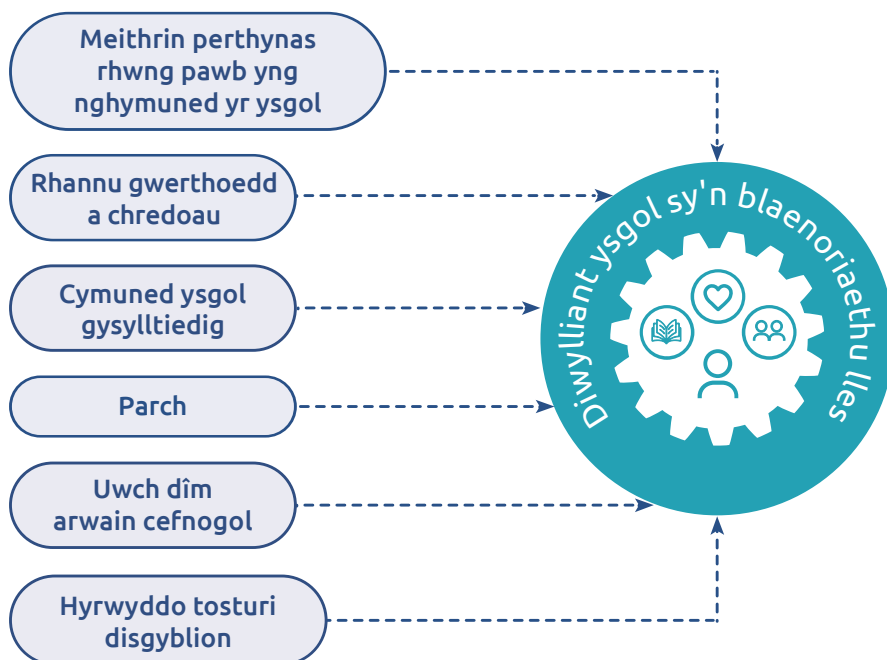 Meithrin perthynas
rhwng pawb yng
nghymuned yr ysgol
Rhannu gwerthoedd
a chredoau
Cymuned ysgol
gysylltiedig
Parch
Uwch dîm
arwain cefnogol
Hyrwyddo tosturi
disgyblion
Diwylliant ysgol sy'n blaenoriaethu lles